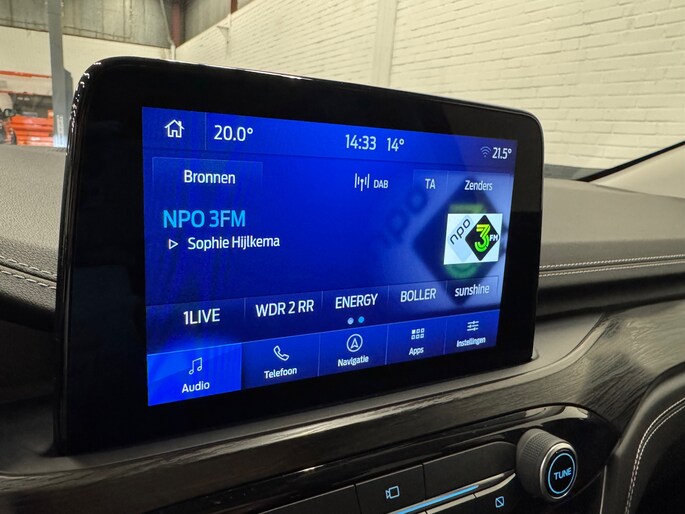 20.0° 14:33 14° 21.5°
Bronnen DAB TA Zenders
NPO 3FM
Sophie Hijlkema
npo 3FM
1LIVE WDR 2 RR ENERGY BOLLER sunshine
Audio Telefoon Navigatie Apps Instellingen
TUNE